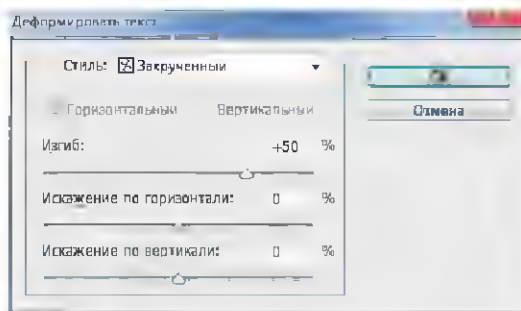 Деформировать текст
Стиль: Закрученный
Горизонтальный Вертикальный
Изгиб: +50 %
Искажение по горизонтали: 0 %
Искажение по вертикали: 0 %
Отмена